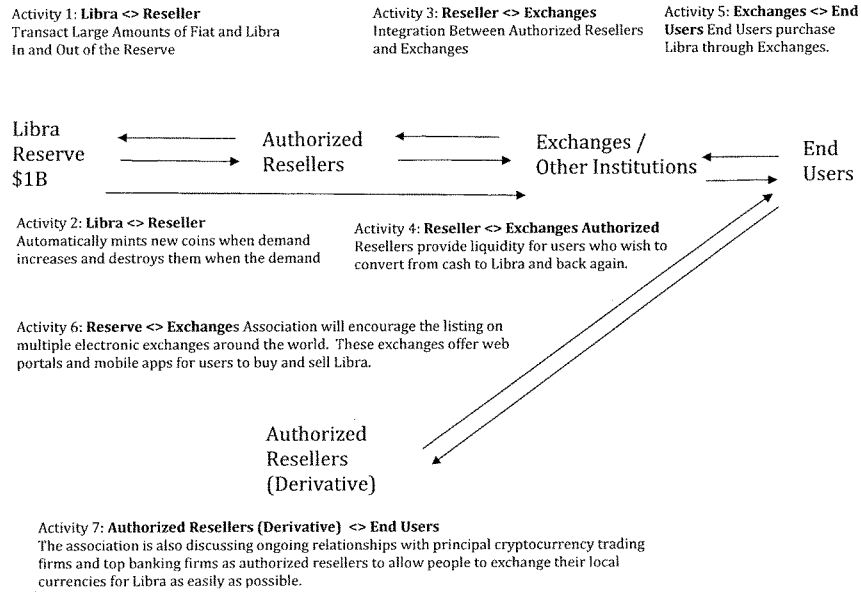 Activity 1: Libra <> Reseller
Transact Large Amounts of Fiat and Libra
In and Out of the Reserve
Activity 3: Reseller <> Exchanges
Integration Between Authorized Resellers
and Exchanges
Activity 5: Exchanges <> End
Users End Users purchase
Libra through Exchanges.
Libra
Reserve
$1B
Authorized
Resellers
Exchanges /
Other Institutions
End
Users
Activity 2: Libra <> Reseller
Automatically mints new coins when demand
increases and destroys them when the demand
Activity 4: Reseller <> Exchanges Authorized
Resellers provide liquidity for users who wish to
convert from cash to Libra and back again.
Activity 6: Reserve <> Exchanges Association will encourage the listing on
multiple electronic exchanges around the world.  These exchanges offer web
portals and mobile apps for users to buy and sell Libra.
Authorized
Resellers
(Derivative)
Activity 7: Authorized Resellers (Derivative)  <> End Users
The association is also discussing ongoing relationships with principal cryptocurrency trading
firms and top banking firms as authorized resellers to allow people to exchange their local
currencies for Libra as easily as possible.